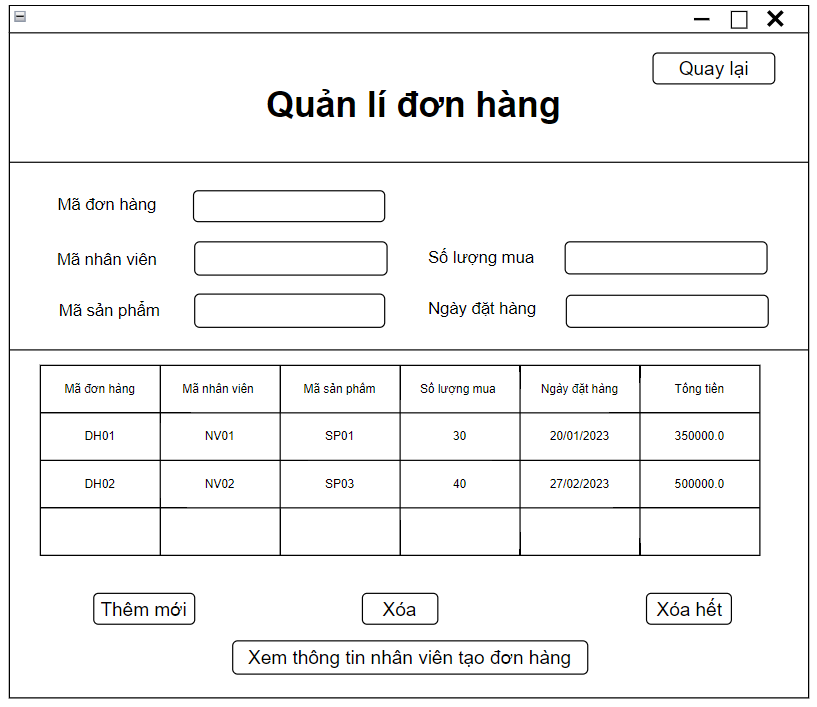 Quay lại
Quản lí đơn hàng
Mã đơn hàng
Mã nhân viên
Số lượng mua
Mã sản phẩm
Ngày đặt hàng
Mã đơn hàng Mã nhân viên Mã sản phẩm Số lượng mua Ngày đặt hàng Tổng tiền
DH01 NV01 SP01 30 20/01/2023 350000.0
DH02 NV02 SP03 40 27/02/2023 500000.0
Thêm mới Xóa Xóa hết
Xem thông tin nhân viên tạo đơn hàng